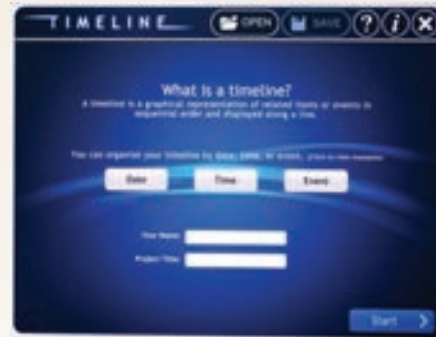 TIMELINE OPEN SAVE ? i X
What is a timeline?
A timeline is a graphical representation of related items or events in
sequential order and displayed along a line.
You can organize your timeline by date, time, or event.
Date Time Event
Your Name:
Project Title:
Start